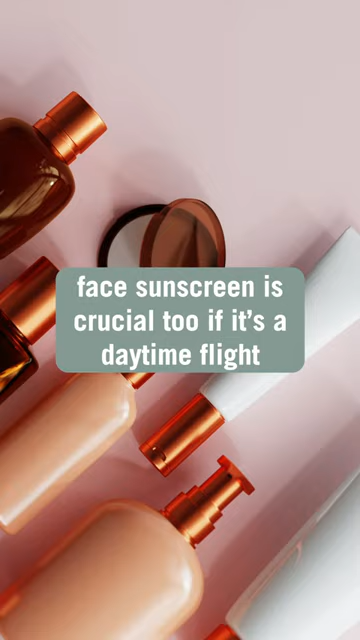 face sunscreen is
crucial too if it's a
daytime flight